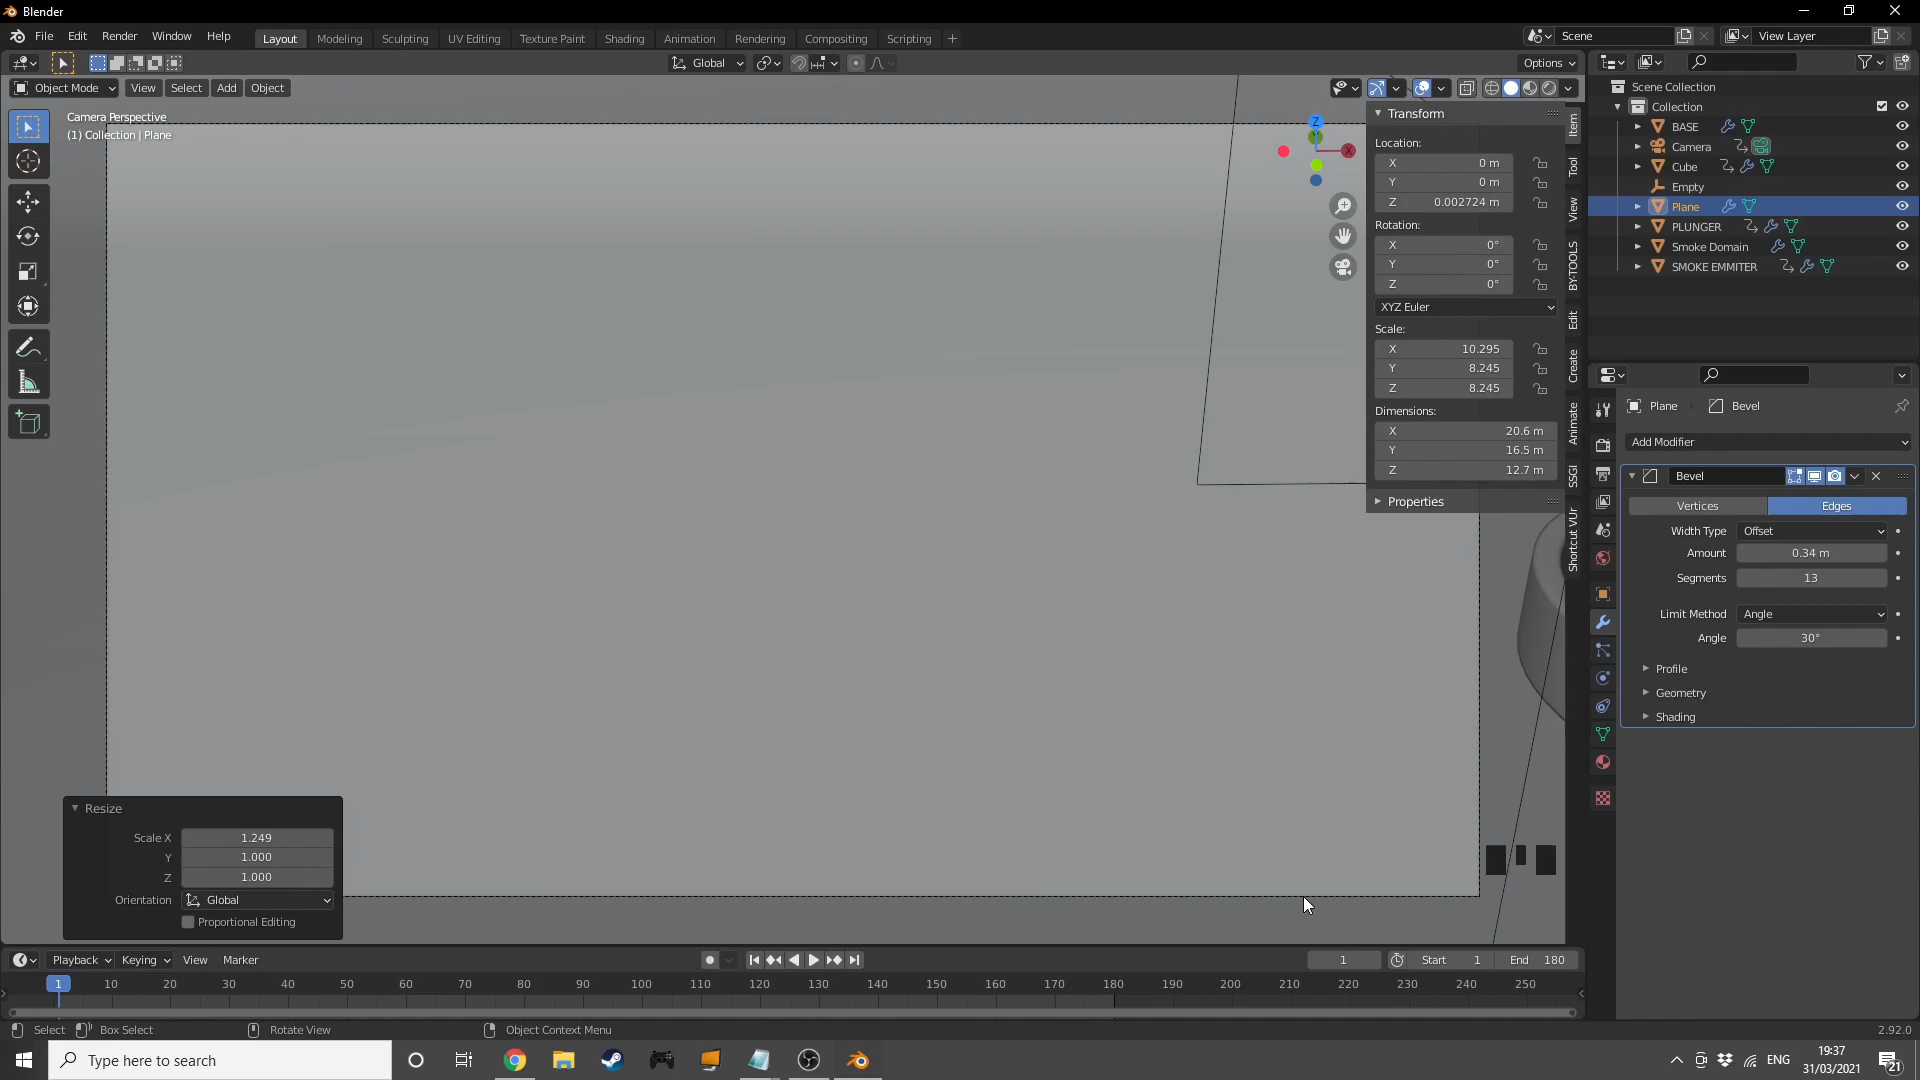 Blender
File Edit Render Window Help
Layout Modeling Sculpting UV Editing Texture Paint Shading Animation Rendering Compositing Scripting
Scene
View Layer
Global
Options
Object Mode View Select Add Object
Camera Perspective
(1) Collection | Plane
Z
X
Transform
Location:
X 0 m
Y 0 m
Z 0.002724 m
Rotation:
X 0°
Y 0°
Z 0°
XYZ Euler
Scale:
X 10.295
Y 8.245
Z 8.245
Dimensions:
X 20.6 m
Y 16.5 m
Z 12.7 m
Properties
Item
Tool
View
BY-TOOLS
Edit
Create
Animate
SSGI
Shortcut VUr
Scene Collection
Collection
BASE
Camera
Cube
Empty
Plane
PLUNGER
Smoke Domain
SMOKE EMMITER
Plane Bevel
Add Modifier
Bevel
Vertices Edges
Width Type Offset
Amount 0.34 m
Segments 13
Limit Method Angle
Angle 30°
Profile
Geometry
Shading
Resize
Scale X 1.249
Y 1.000
Z 1.000
Orientation Global
Proportional Editing
Playback Keying View Marker
1 Start 1 End 180
1 10 20 30 40 50 60 70 80 90 100 110 120 130 140 150 160 170 180 190 200 210 220 230 240 250
Select Box Select Rotate View Object Context Menu 2.92.0
Type here to search
ENG
19:37
31/03/2021
21